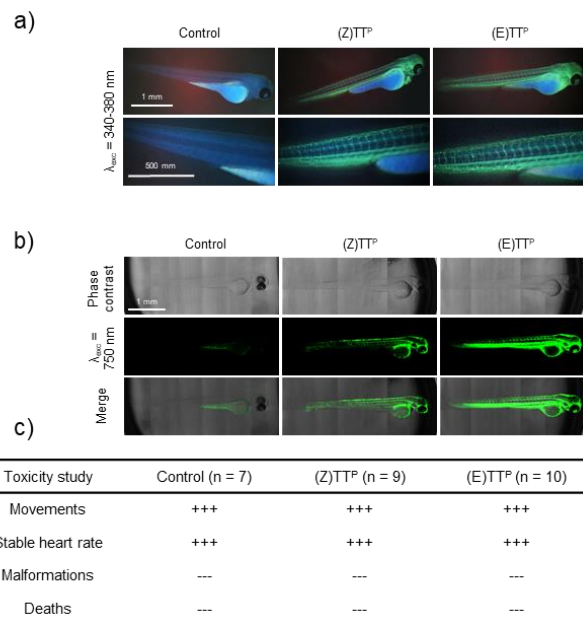 a)
Control (Z)TTᴾ (E)TTᴾ
λexc = 340-380 nm
1 mm
500 mm
b)
Control (Z)TTᴾ (E)TTᴾ
Phase
contrast
1 mm
λexc =
750 nm
Merge
c)
Toxicity study Control (n = 7) (Z)TTᴾ (n = 9) (E)TTᴾ (n = 10)
Movements +++ +++ +++
Stable heart rate +++ +++ +++
Malformations --- --- ---
Deaths --- --- ---